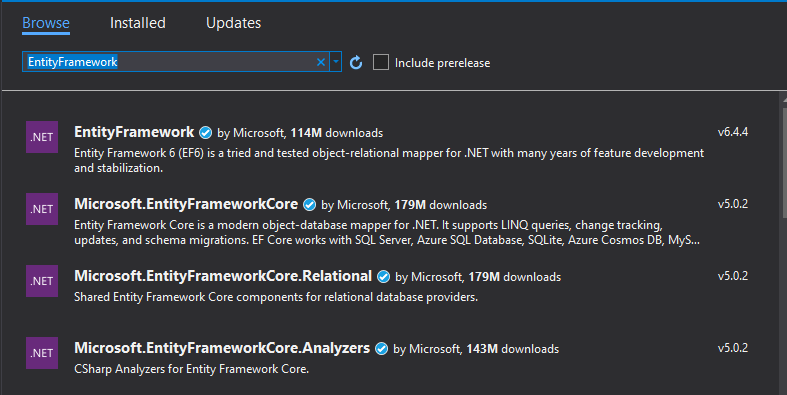 Browse Installed Updates
EntityFramework Include prerelease
.NET EntityFramework by Microsoft, 114M downloads v6.4.4
Entity Framework 6 (EF6) is a tried and tested object-relational mapper for .NET with many years of feature development
and stabilization.
.NET Microsoft.EntityFrameworkCore by Microsoft, 179M downloads v5.0.2
Entity Framework Core is a modern object-database mapper for .NET. It supports LINQ queries, change tracking,
updates, and schema migrations. EF Core works with SQL Server, Azure SQL Database, SQLite, Azure Cosmos DB, MyS...
.NET Microsoft.EntityFrameworkCore.Relational by Microsoft, 179M downloads v5.0.2
Shared Entity Framework Core components for relational database providers.
.NET Microsoft.EntityFrameworkCore.Analyzers by Microsoft, 143M downloads v5.0.2
CSharp Analyzers for Entity Framework Core.